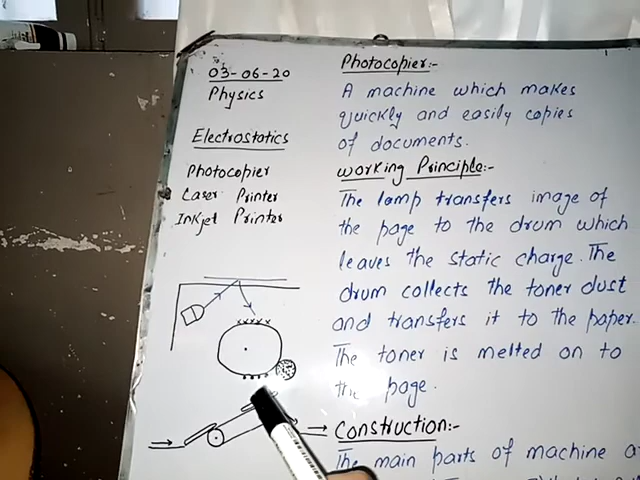 03-06-20
Physics
Electrostatics
Photocopier
Laser Printer
Inkjet Printer
Photocopier:-
A machine which makes
quickly and easily copies
of documents.
Working Principle:-
The lamp transfers image of
the page to the drum which
leaves the static charge. The
drum collects the toner dust
and transfers it to the paper.
The toner is melted on to
the page.
Construction:-
The main parts of machine